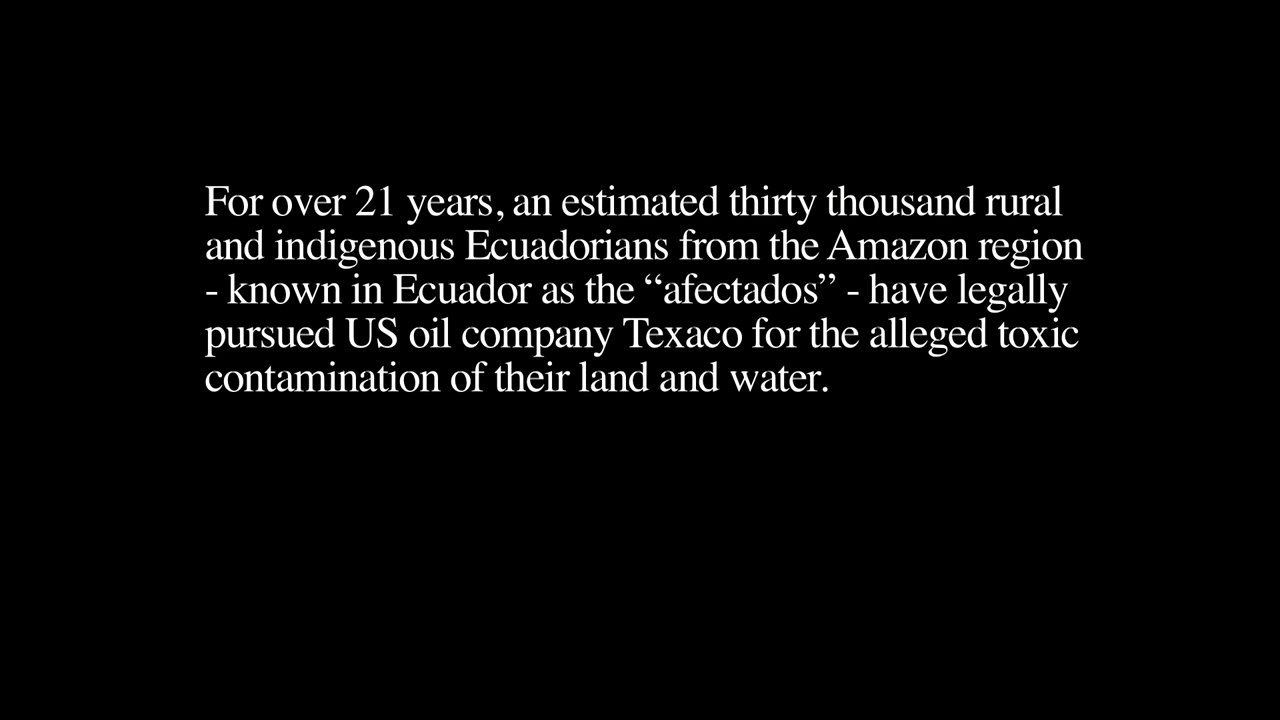 For over 21 years, an estimated thirty thousand rural
and indigenous Ecuadorians from the Amazon region
- known in Ecuador as the “afectados” - have legally
pursued US oil company Texaco for the alleged toxic
contamination of their land and water.